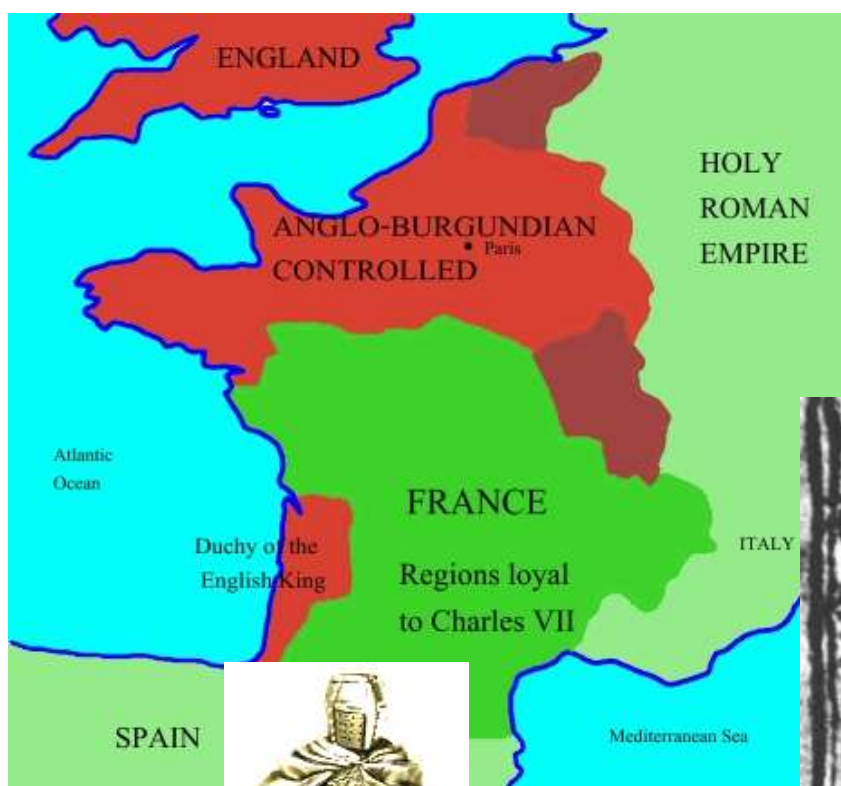 ENGLAND
HOLY
ROMAN
EMPIRE
ANGLO-BURGUNDIAN
CONTROLLED
Paris
Atlantic
Ocean
FRANCE
Duchy of the
English King
ITALY
Regions loyal
to Charles VII
SPAIN
Mediterranean Sea